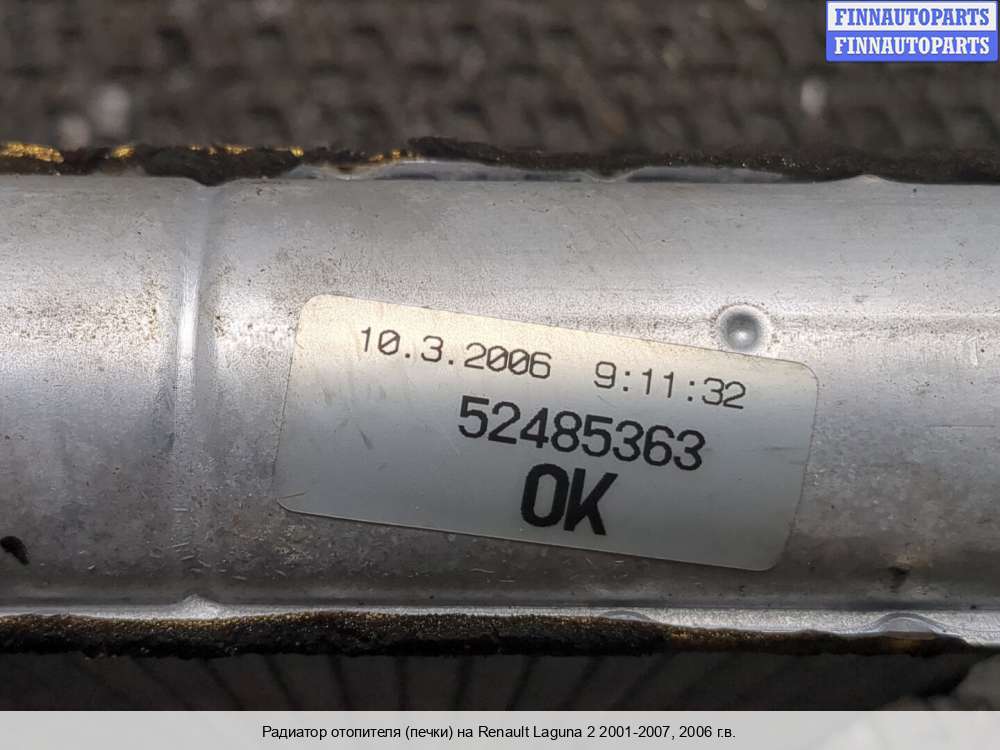 FINNAUTOPARTS
FINNAUTOPARTS
10.3.2006 9:11:32
52485363
OK
Радиатор отопителя (печки) на Renault Laguna 2 2001-2007, 2006 г.в.